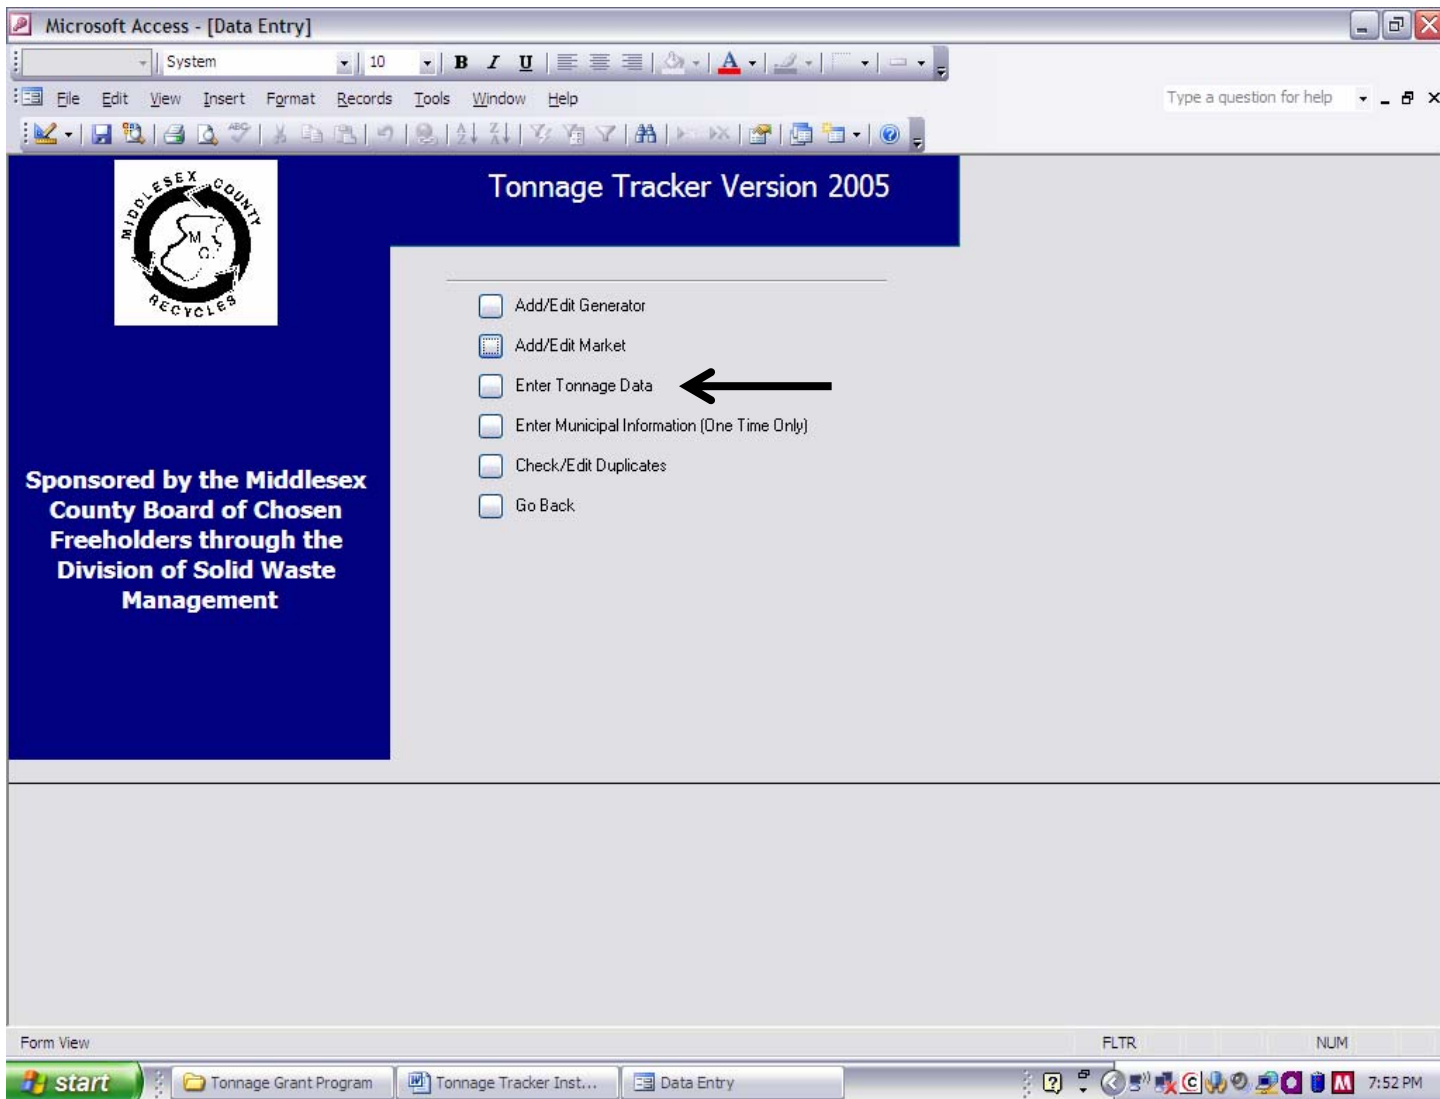 Microsoft Access - [Data Entry]
System 10 B I U A
File Edit View Insert Format Records Tools Window Help Type a question for help
MIDDLESEX COUNTY
M.
C.
RECYCLES
Tonnage Tracker Version 2005
Add/Edit Generator
Add/Edit Market
Enter Tonnage Data
Enter Municipal Information (One Time Only)
Check/Edit Duplicates
Go Back
Sponsored by the Middlesex
County Board of Chosen
Freeholders through the
Division of Solid Waste
Management
Form View FLTR NUM
start Tonnage Grant Program Tonnage Tracker Inst... Data Entry 7:52 PM